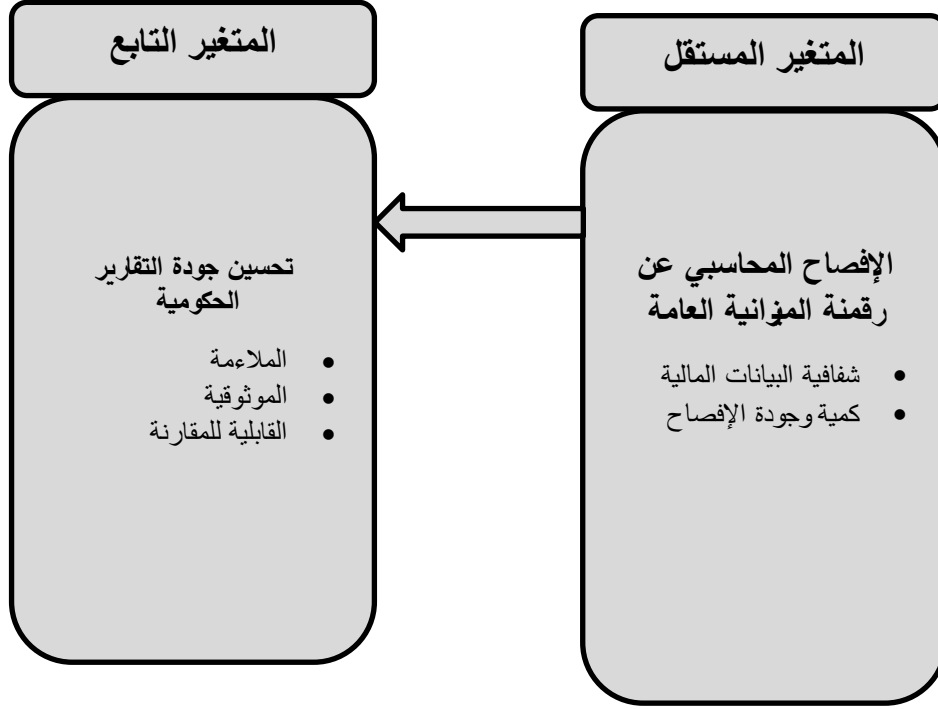 المتغير المستقل
الإفصاح المحاسبي عن
رقمنة الميزانية العامة
• شفافية البيانات المالية
• كمية وجودة الإفصاح
المتغير التابع
تحسين جودة التقارير
الحكومية
• الملاءمة
• الموثوقية
• القابلية للمقارنة